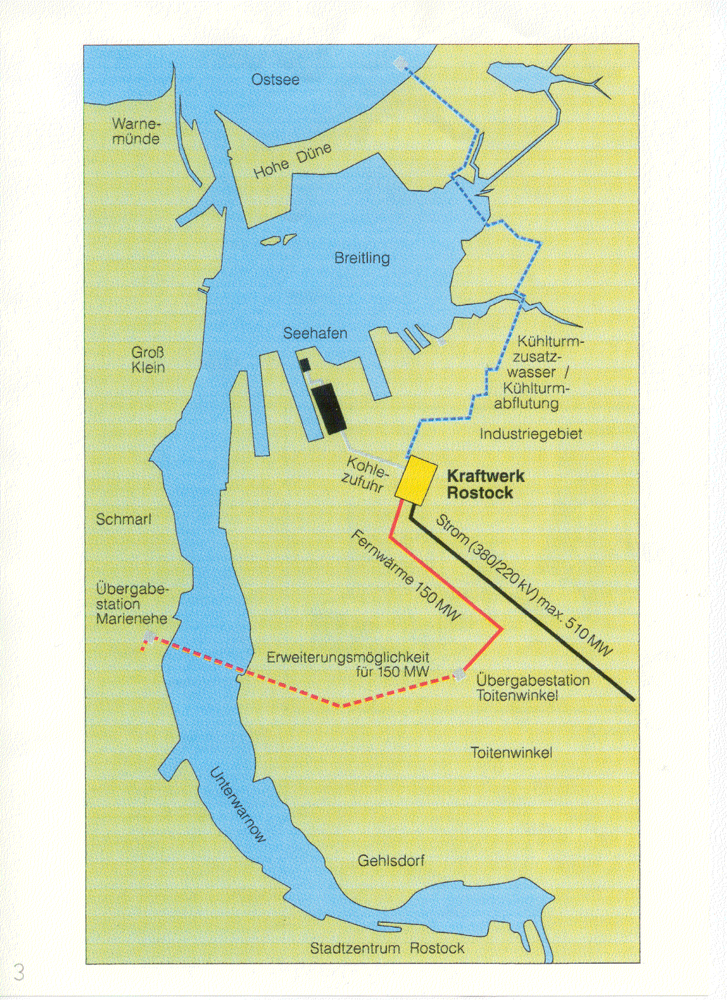 Ostsee
Warne-
münde
Hohe Düne
Breitling
Seehafen
Groß
Klein
Kühlturm-
zusatz-
wasser /
Kühlturm-
abflutung
Industriegebiet
Kohle-
zufuhr
Kraftwerk
Rostock
Schmarl
Strom (380/220 kV) max. 510 MW
Fernwärme 150 MW
Übergabe-
station
Marienehe
Erweiterungsmöglichkeit
für 150 MW
Übergabestation
Toitenwinkel
Toitenwinkel
Unterwarnow
Gehlsdorf
Stadtzentrum Rostock
3